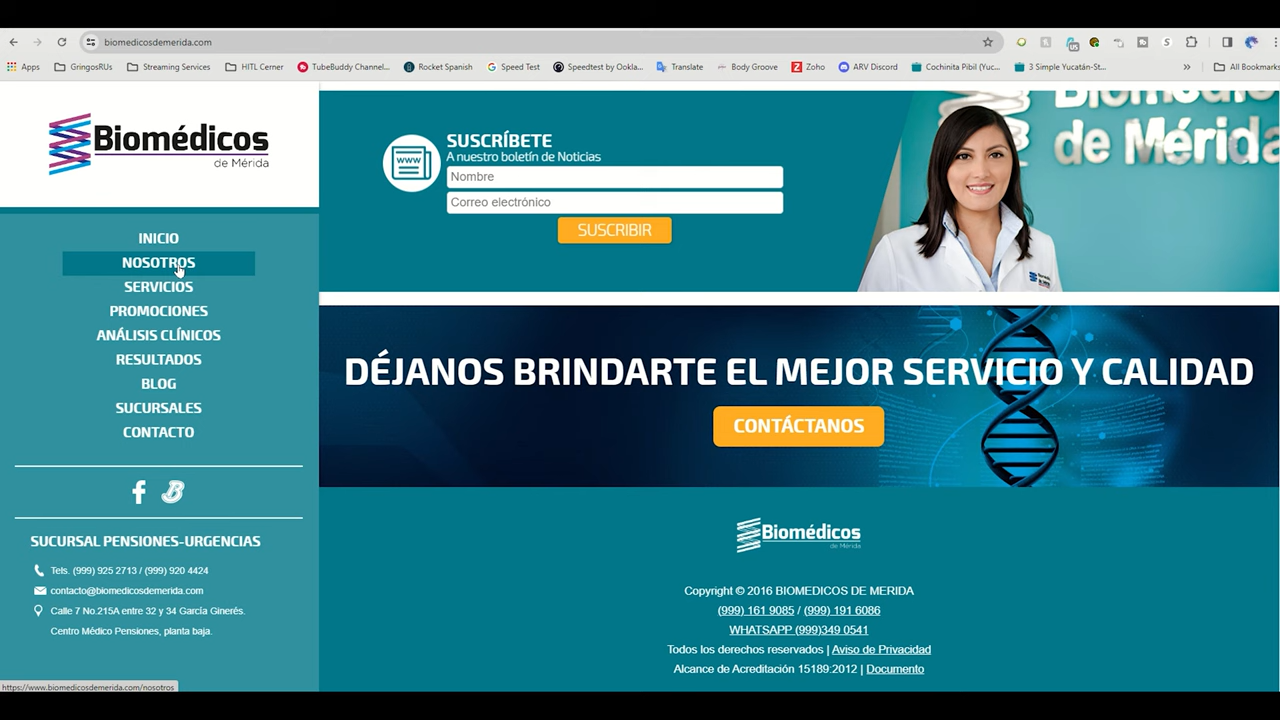 biomedicosdemerida.com
Apps GringosRUs Streaming Services HITL Cerner TubeBuddy Channel... Rocket Spanish Speed Test Speedtest by Ookla... Translate Body Groove Zoho ARV Discord Cochinita Pibil (Yuc... 3 Simple Yucatán-St... » All Bookmarks
Biomédicos
de Mérida
INICIO
NOSOTROS
SERVICIOS
PROMOCIONES
ANÁLISIS CLÍNICOS
RESULTADOS
BLOG
SUCURSALES
CONTACTO
SUCURSAL PENSIONES-URGENCIAS
Tels. (999) 925 2713 / (999) 920 4424
contacto@biomedicosdemerida.com
Calle 7 No.215A entre 32 y 34 García Ginerés.
Centro Médico Pensiones, planta baja.
https://www.biomedicosdemerida.com/nosotros
WWW
SUSCRÍBETE
A nuestro boletín de Noticias
Nombre
Correo electrónico
SUSCRIBIR
Biomédicos
de Mérida
DÉJANOS BRINDARTE EL MEJOR SERVICIO Y CALIDAD
CONTÁCTANOS
Biomédicos
de Mérida
Copyright © 2016 BIOMEDICOS DE MERIDA
(999) 161 9085 / (999) 191 6086
WHATSAPP (999)349 0541
Todos los derechos reservados | Aviso de Privacidad
Alcance de Acreditación 15189:2012 | Documento